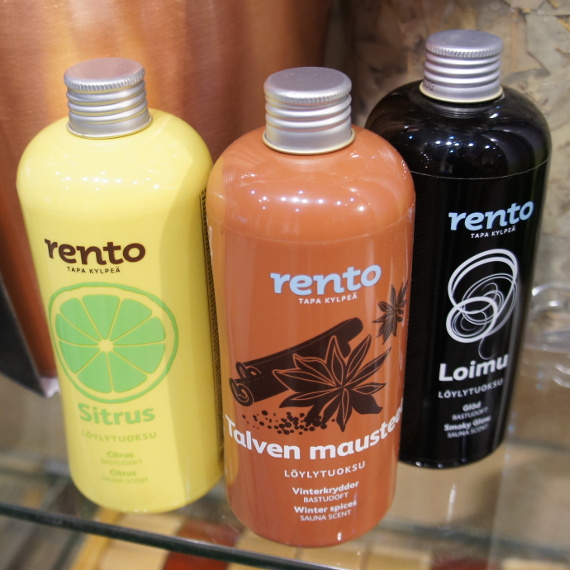 rento
TAPA KYLPEÄ
Sitrus
LÖYLYTUOKSU
Citrus
BASTUDOFT
Citrus
SAUNA SCENT
rento
TAPA KYLPEÄ
Talven mausteet
LÖYLYTUOKSU
Vinterkryddor
BASTUDOFT
Winter spices
SAUNA SCENT
rento
TAPA KYLPEÄ
Loimu
LÖYLYTUOKSU
Glöd
BASTUDOFT
Smoky Glow
SAUNA SCENT